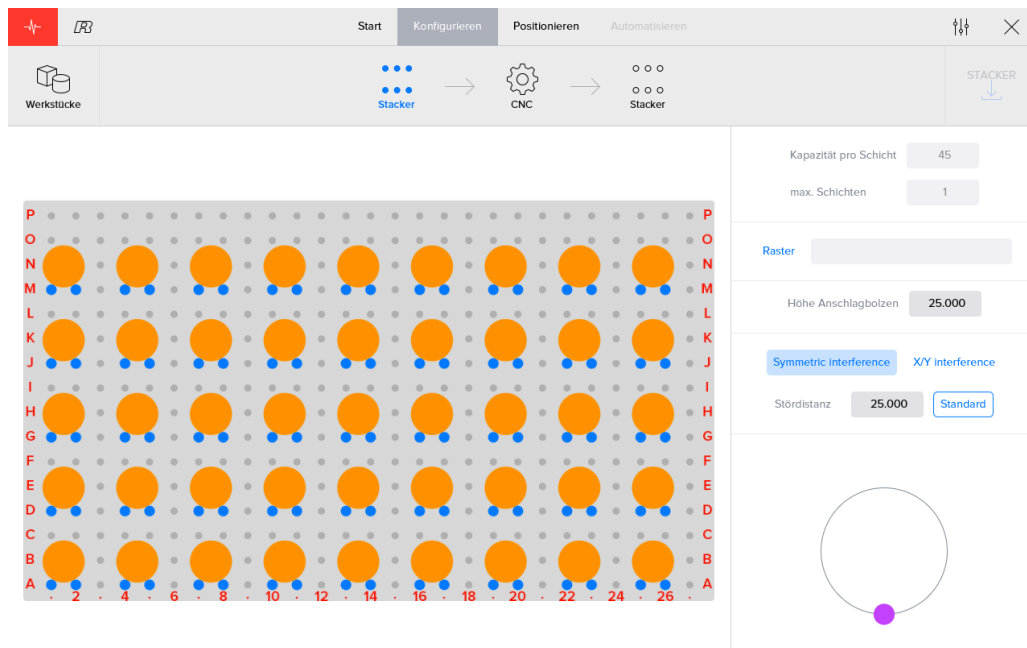 R
Start Konfigurieren Positionieren Automatisieren
Werkstücke
Stacker
CNC
Stacker
STACKER
Kapazität pro Schicht 45
max. Schichten 1
Raster
Höhe Anschlagbolzen 25.000
Symmetric interference X/Y interference
Stördistanz 25.000 Standard
P P
O O
N N
M M
L L
K K
J J
I I
H H
G G
F F
E E
D D
C C
B B
A A
· 2 · 4 · 6 · 8 · 10 · 12 · 14 · 16 · 18 · 20 · 22 · 24 · 26 ·